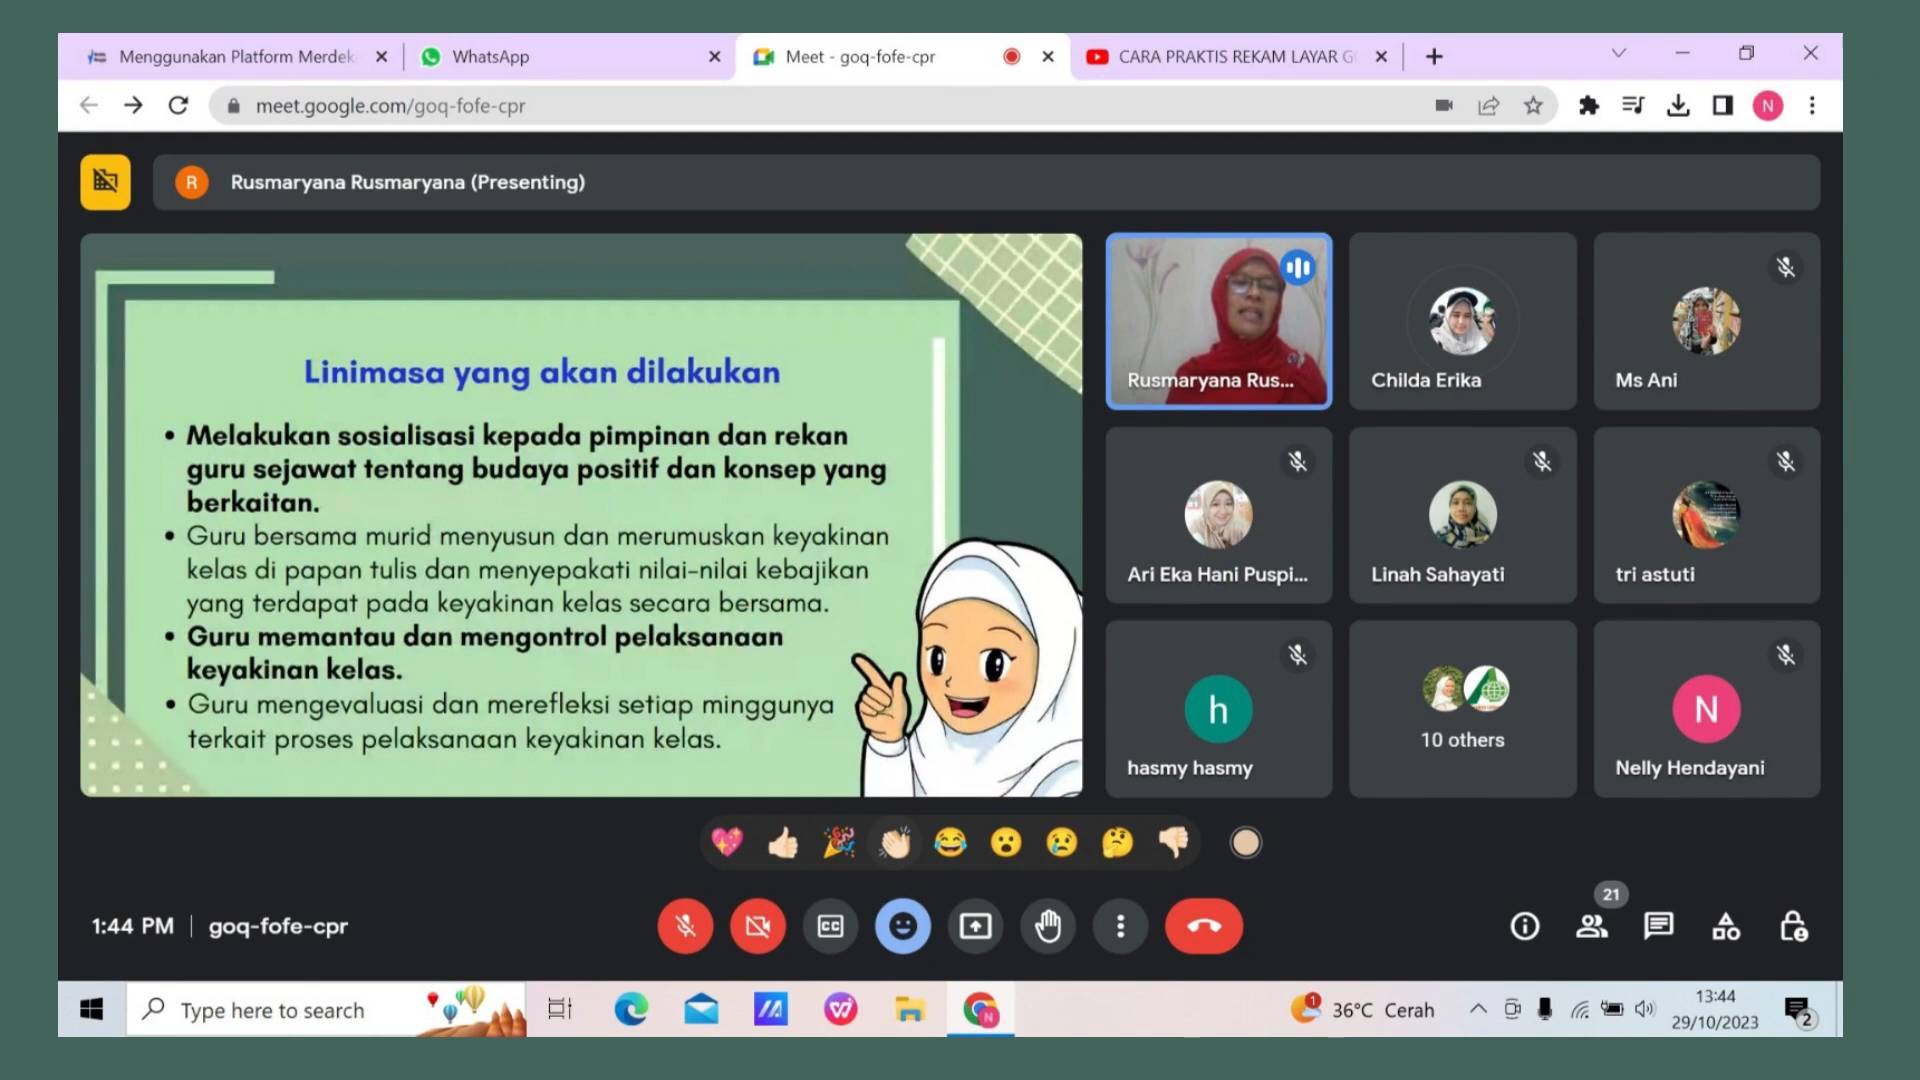 Menggunakan Platform Merdek
WhatsApp
Meet - goq-fofe-cpr
CARA PRAKTIS REKAM LAYAR G
meet.google.com/goq-fofe-cpr
N
R
Rusmaryana Rusmaryana (Presenting)
Linimasa yang akan dilakukan
• Melakukan sosialisasi kepada pimpinan dan rekan
guru sejawat tentang budaya positif dan konsep yang
berkaitan.
• Guru bersama murid menyusun dan merumuskan keyakinan
kelas di papan tulis dan menyepakati nilai-nilai kebajikan
yang terdapat pada keyakinan kelas secara bersama.
• Guru memantau dan mengontrol pelaksanaan
keyakinan kelas.
• Guru mengevaluasi dan merefleksi setiap minggunya
terkait proses pelaksanaan keyakinan kelas.
Rusmaryana Rus...
Childa Erika
Ms Ani
Ari Eka Hani Puspi...
Linah Sahayati
tri astuti
h
hasmy hasmy
10 others
N
Nelly Hendayani
1:44 PM | goq-fofe-cpr
CC
21
Type here to search
N
1
36°C Cerah
13:44
29/10/2023
2